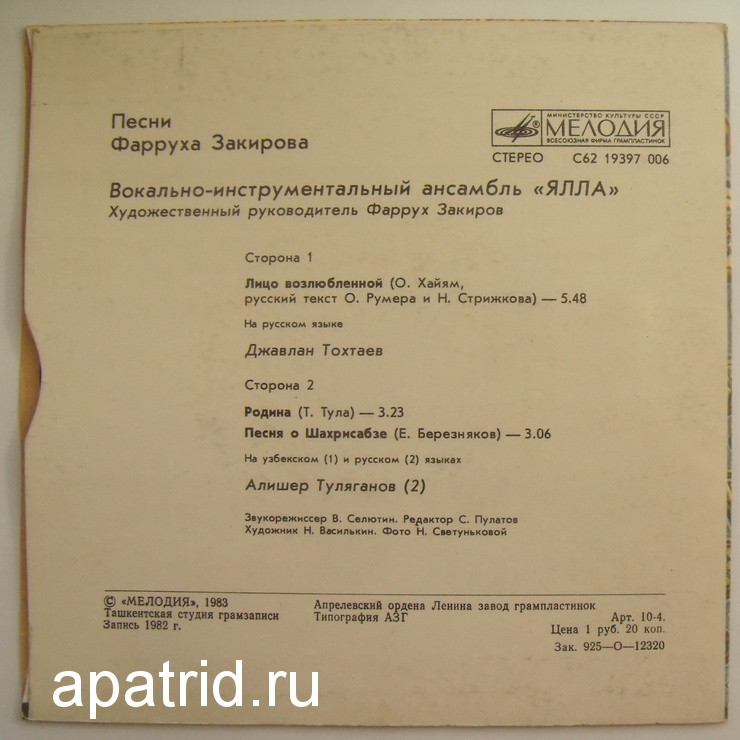 Песни
Фарруха Закирова
МИНИСТЕРСТВО КУЛЬТУРЫ СССР
МЕЛОДИЯ
ВСЕСОЮЗНАЯ ФИРМА ГРАМПЛАСТИНОК
СТЕРЕО С62 19397 006
Вокально-инструментальный ансамбль «ЯЛЛА»
Художественный руководитель Фаррух Закиров
Сторона 1
Лицо возлюбленной (О. Хайям,
русский текст О. Румера и Н. Стрижкова) — 5.48
На русском языке
Джавлан Тохтаев
Сторона 2
Родина (Т. Тула) — 3.23
Песня о Шахрисабзе (Е. Березняков) — 3.06
На узбекском (1) и русском (2) языках
Алишер Туляганов (2)
Звукорежиссер В. Селютин. Редактор С. Пулатов
Художник Н. Василькин. Фото Н. Светуньковой
© «МЕЛОДИЯ», 1983
Ташкентская студия грамзаписи
Запись 1982 г.
Апрелевский ордена Ленина завод грампластинок
Типография АЗГ
Арт. 10-4.
Цена 1 руб. 20 коп.
Зак. 925—О—12320
apatrid.ru